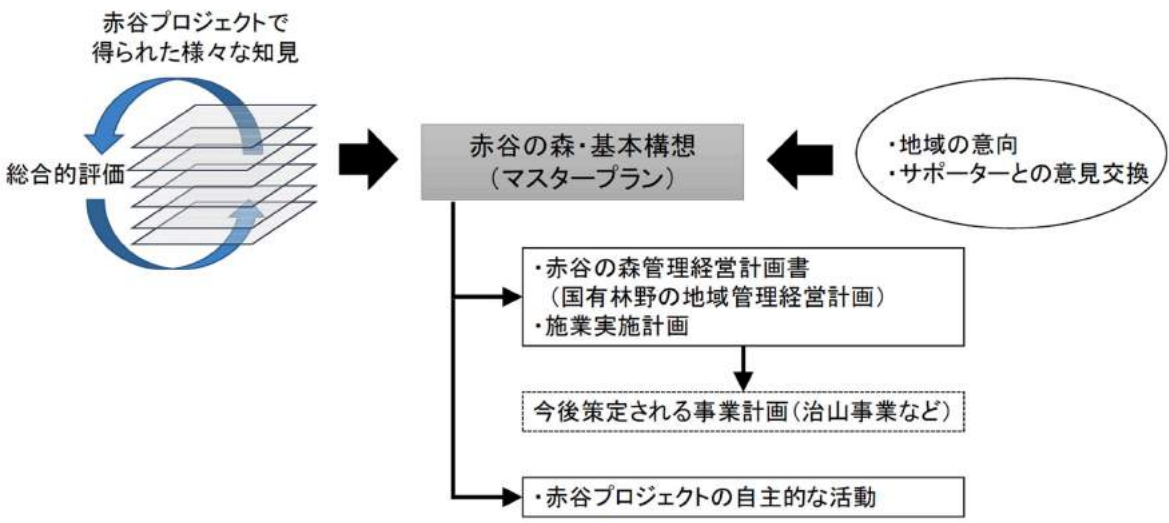 赤谷プロジェクトで
得られた様々な知見
総合的評価
赤谷の森・基本構想
（マスタープラン）
・地域の意向
・サポーターとの意見交換
・赤谷の森管理経営計画書
（国有林野の地域管理経営計画）
・施業実施計画
今後策定される事業計画（治山事業など）
・赤谷プロジェクトの自主的な活動